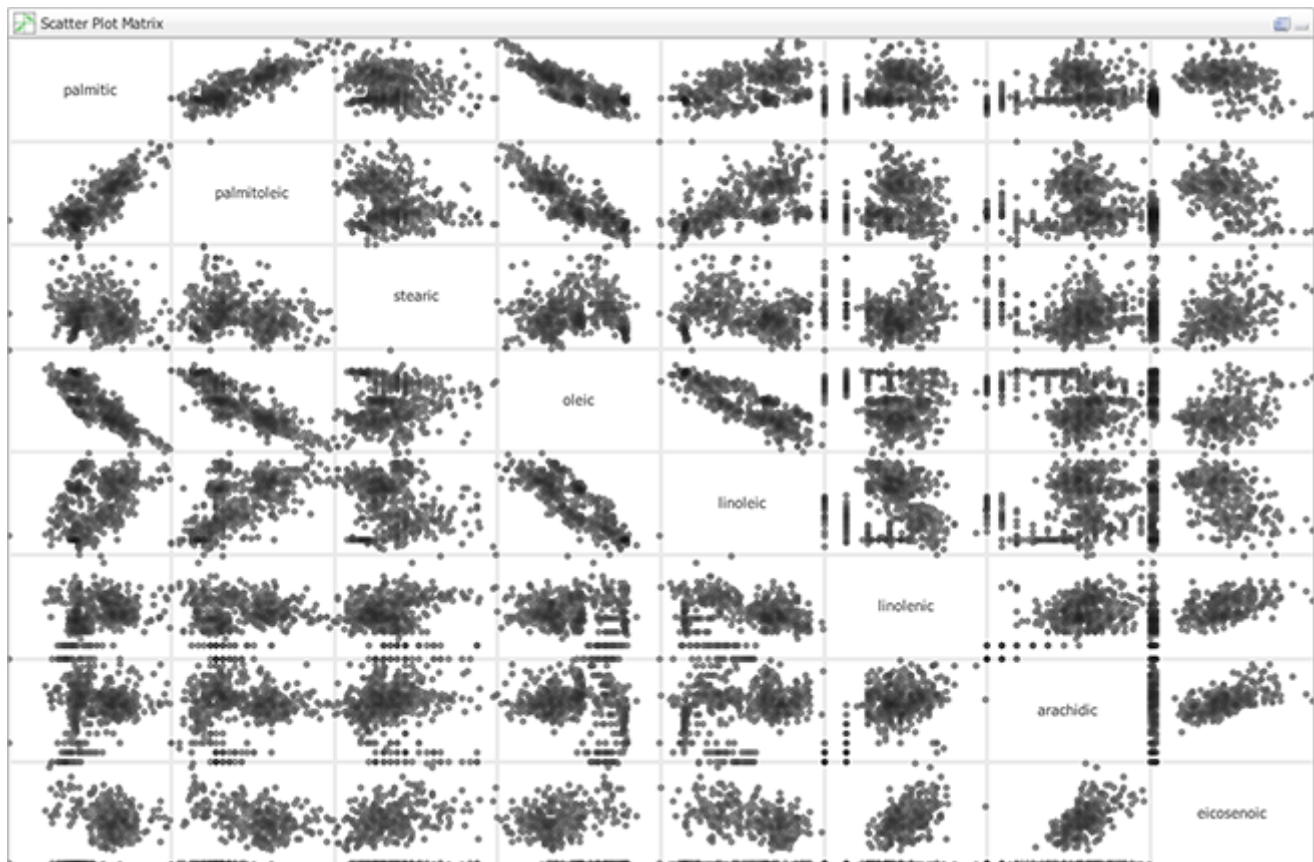 Scatter Plot Matrix
palmitic
palmitoleic
stearic
oleic
linoleic
linolenic
arachidic
eicosenoic